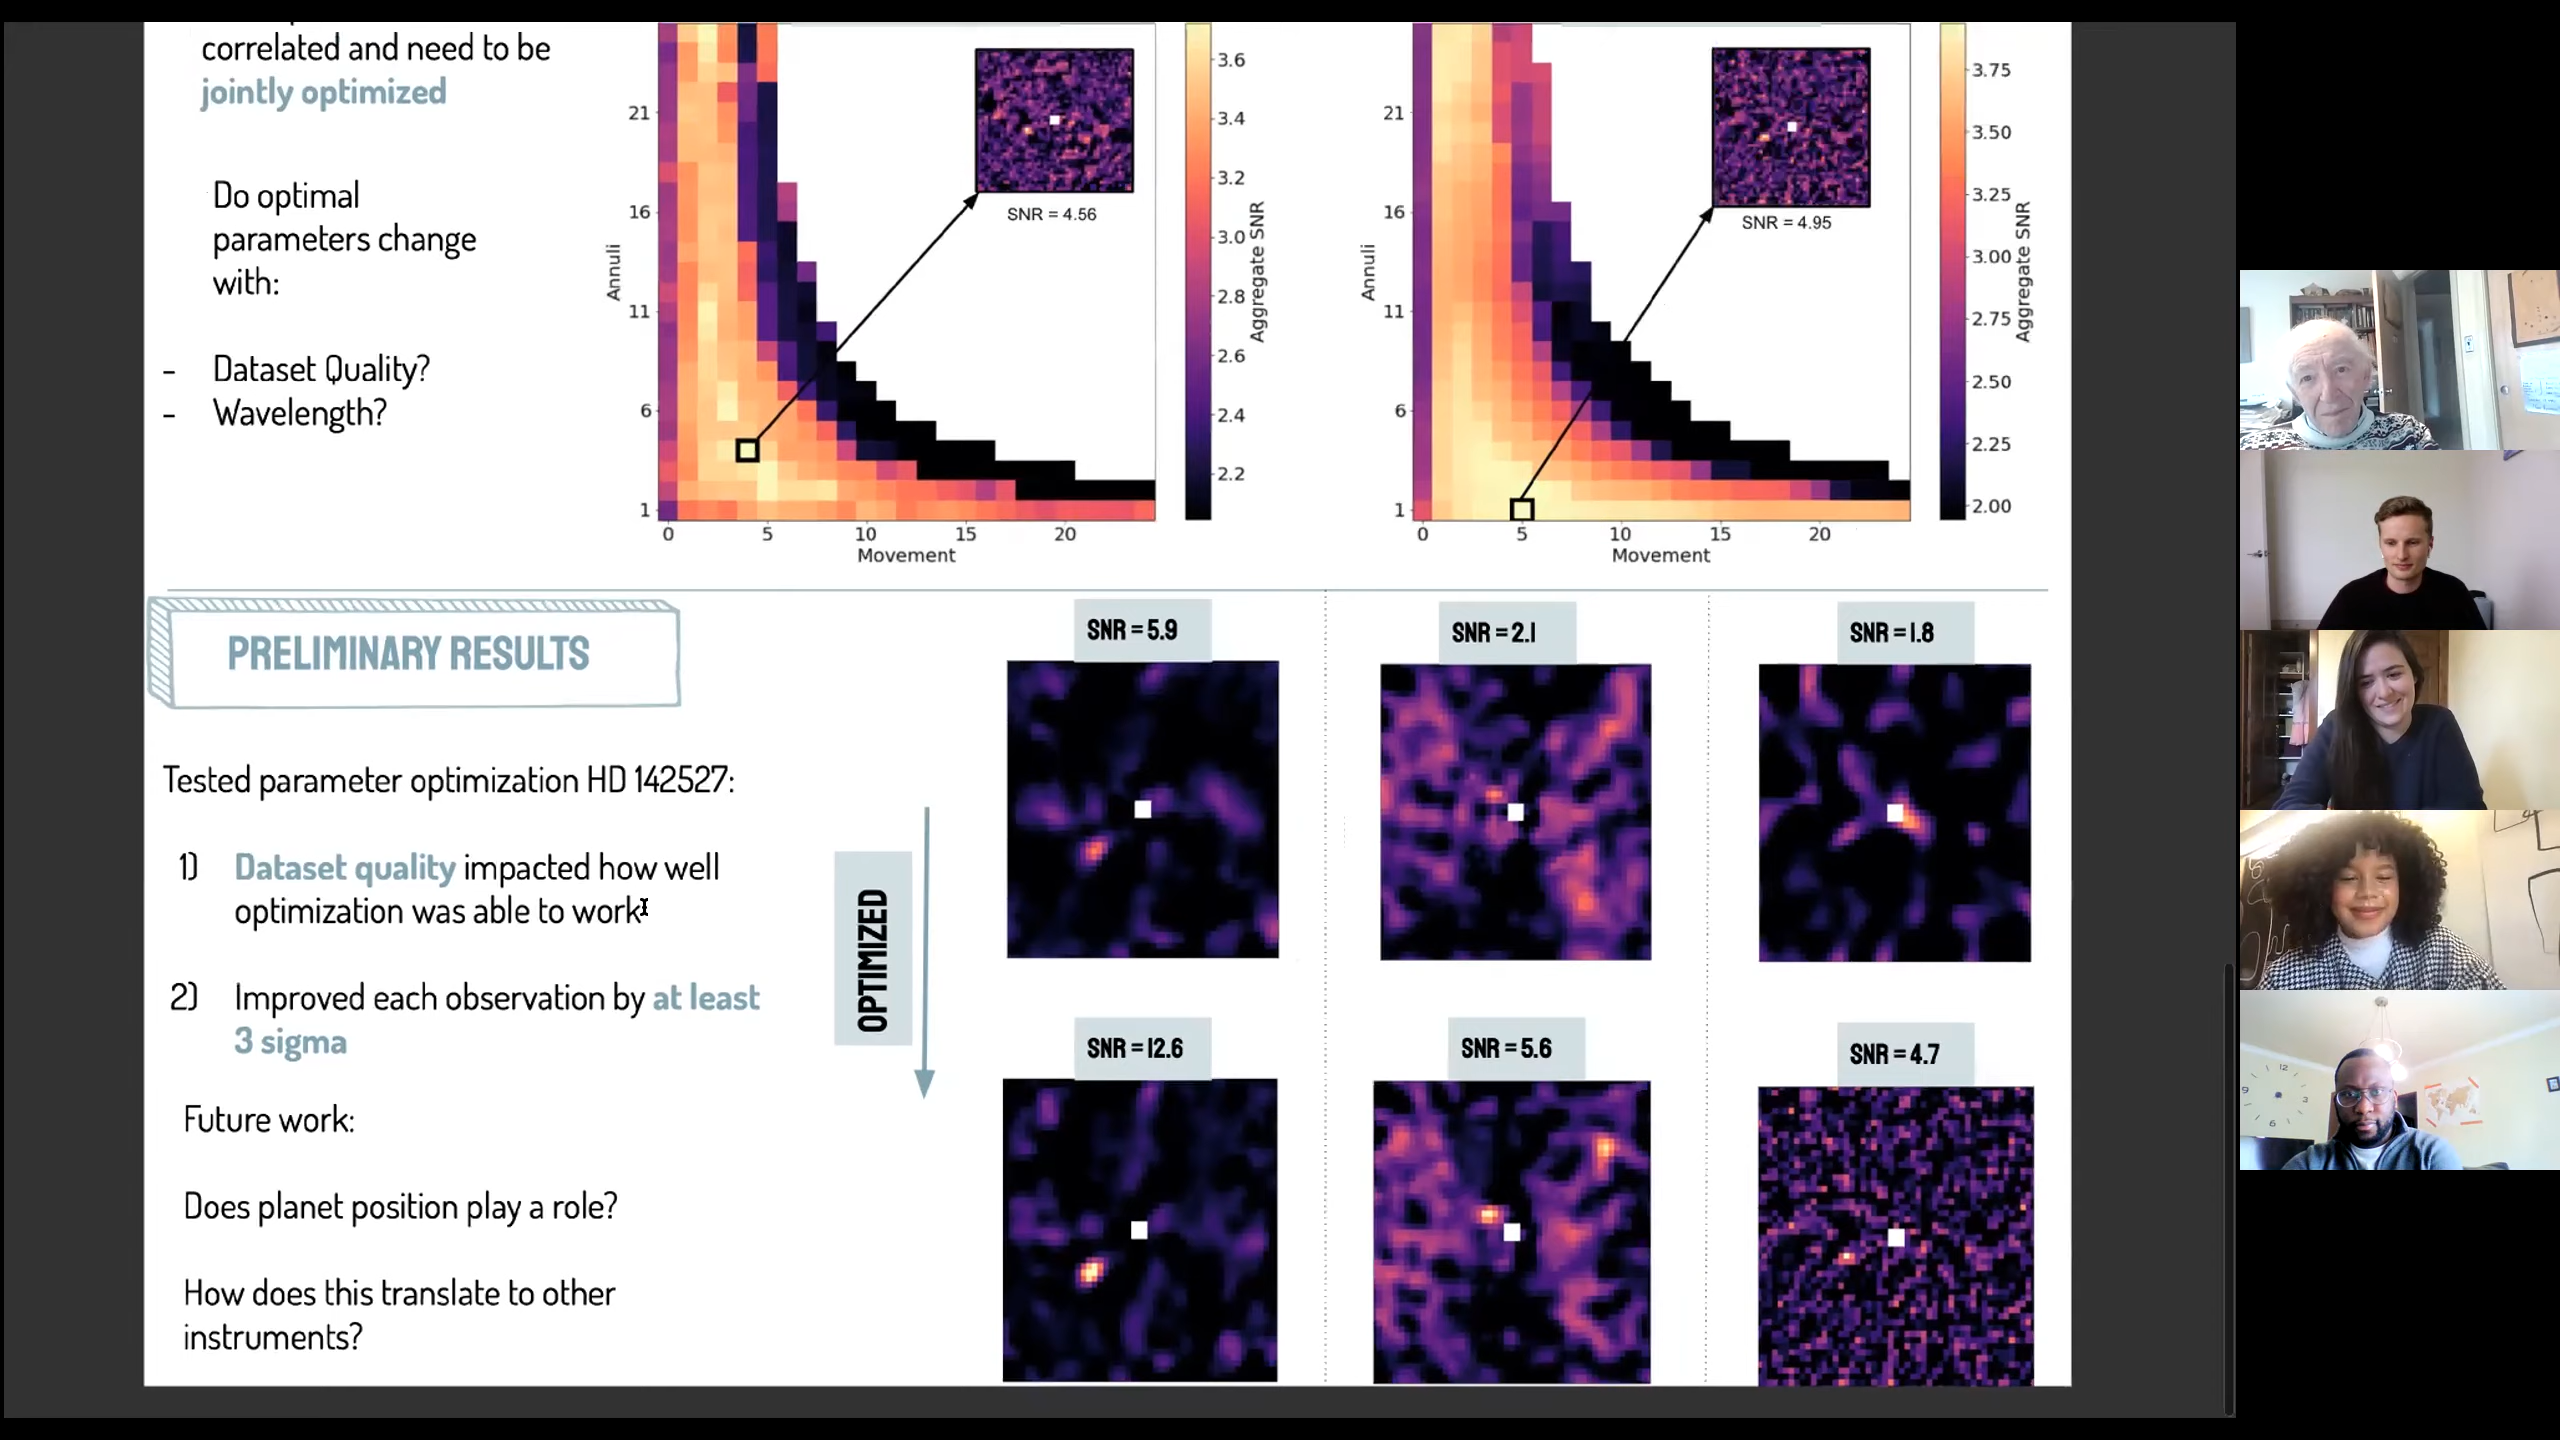 correlated and need to be
jointly optimized
Do optimal
parameters change
with:
- Dataset Quality?
- Wavelength?
21
16
11
6
1
Annuli
0 5 10 15 20
Movement
SNR = 4.56
3.6
3.4
3.2
3.0
2.8
2.6
2.4
2.2
Aggregate SNR
21
16
11
6
1
Annuli
0 5 10 15 20
Movement
SNR = 4.95
3.75
3.50
3.25
3.00
2.75
2.50
2.25
2.00
Aggregate SNR
PRELIMINARY RESULTS
Tested parameter optimization HD 142527:
1) Dataset quality impacted how well
optimization was able to work
2) Improved each observation by at least
3 sigma
Future work:
Does planet position play a role?
How does this translate to other
instruments?
OPTIMIZED
SNR = 5.9
SNR = 2.1
SNR = 1.8
SNR = 12.6
SNR = 5.6
SNR = 4.7
12
9 3
6